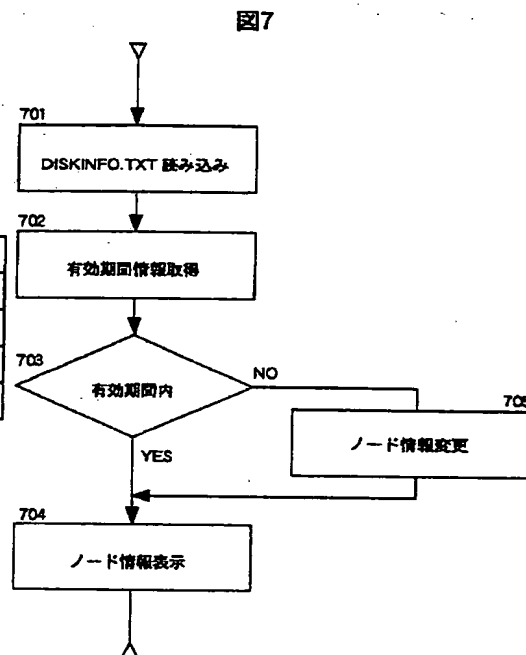 図7
701
DISKINFO.TXT 読み込み
702
有効期間情報取得
703
有効期間内
NO
705
ノード情報変更
YES
704
ノード情報表示